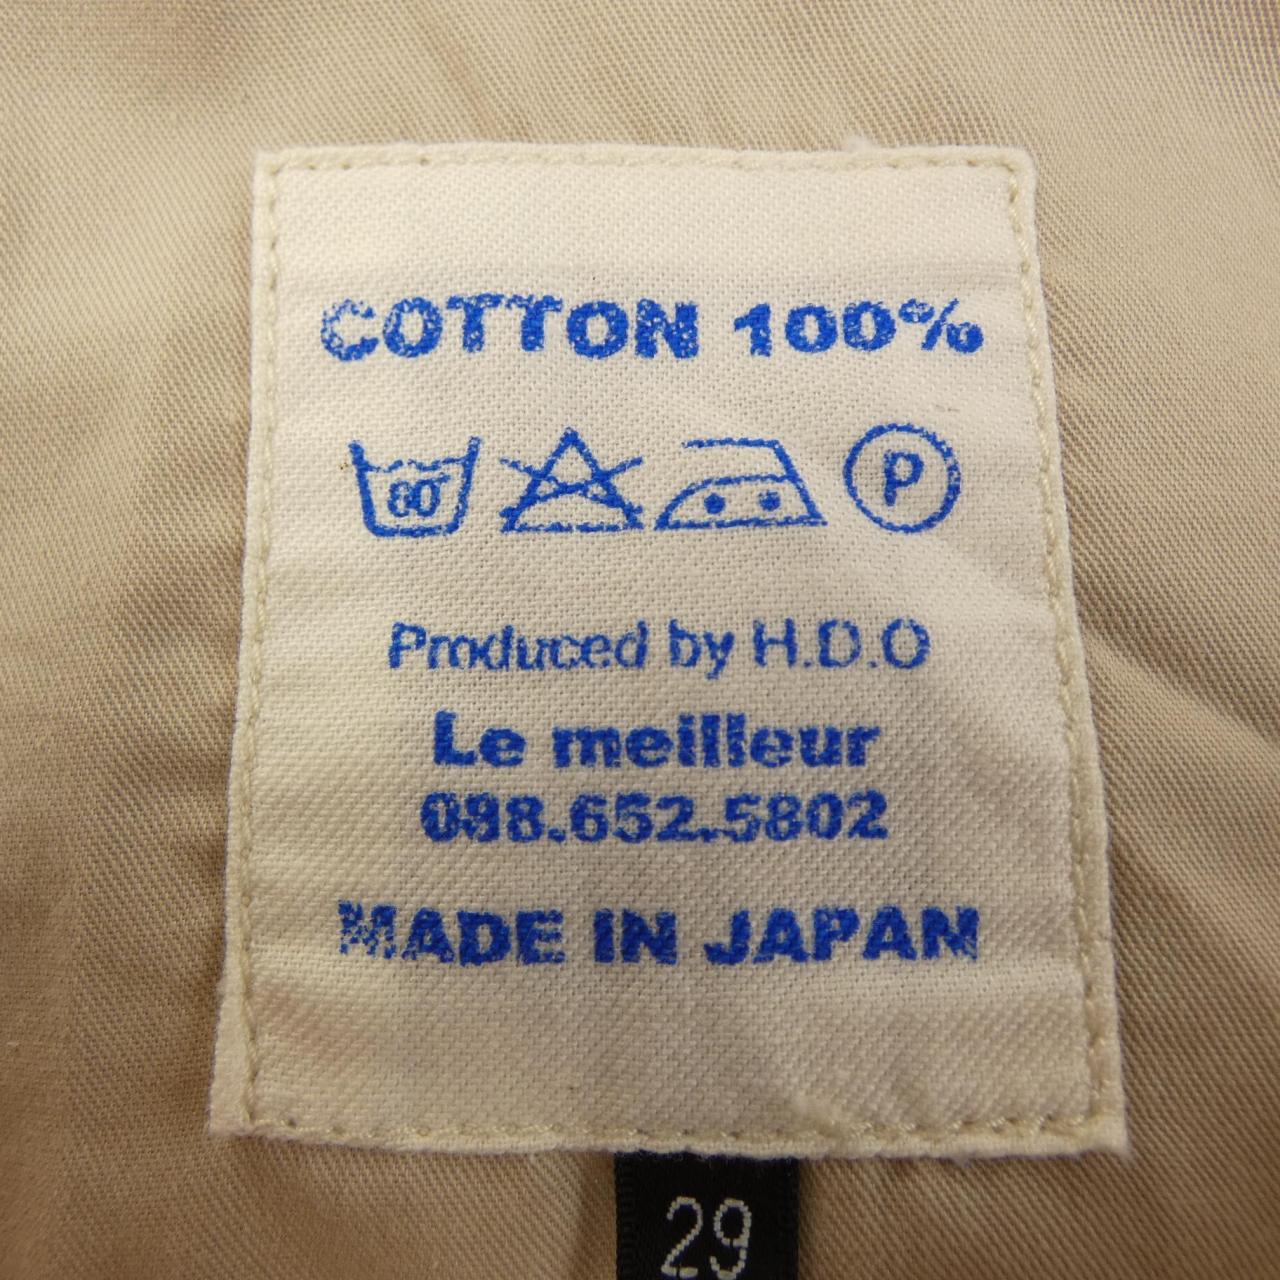 COTTON 100%
60°
P
Produced by H.D.O
Le meilleur
098.652.5802
MADE IN JAPAN
29